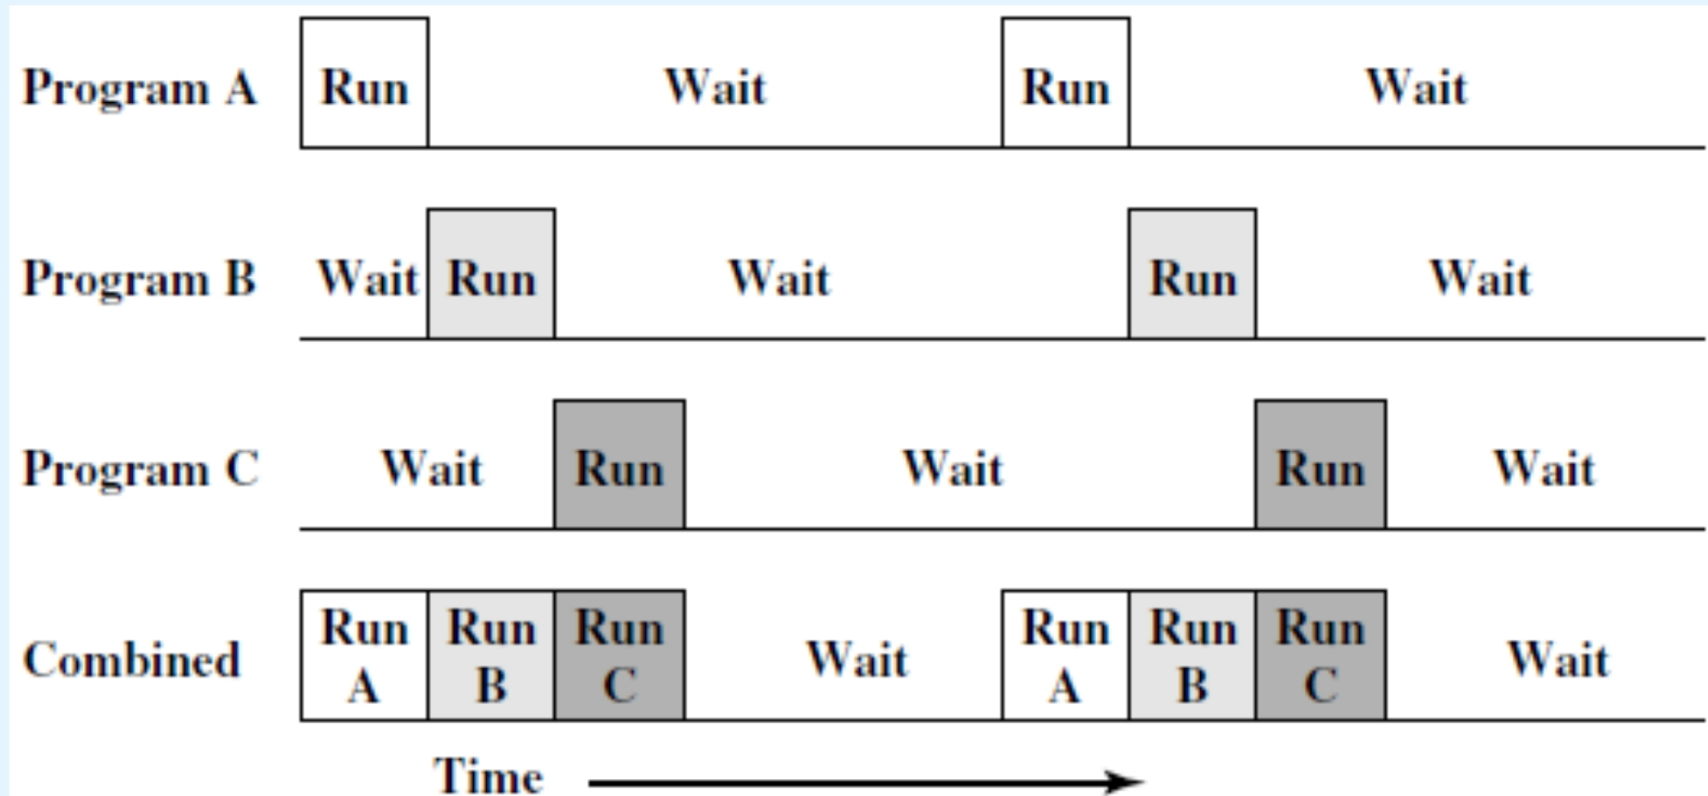 Program A Run Wait Run Wait
Program B Wait Run Wait Run Wait
Program C Wait Run Wait Run Wait
Combined Run A Run B Run C Wait Run A Run B Run C Wait
Time